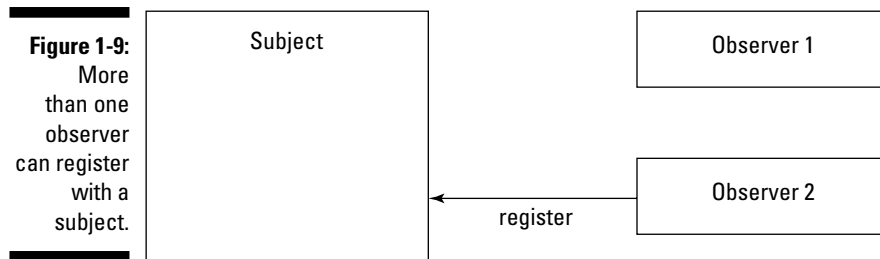 Figure 1-9:
More
than one
observer
can register
with a
subject.
Subject
Observer 1
Observer 2
register